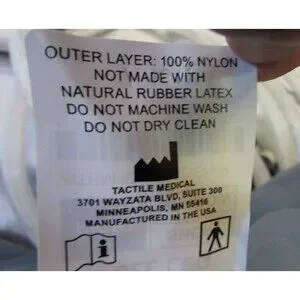 OUTER LAYER: 100% NYLON
NOT MADE WITH
NATURAL RUBBER LATEX
DO NOT MACHINE WASH
DO NOT DRY CLEAN
TACTILE MEDICAL
3701 WAYZATA BLVD, SUITE 300
MINNEAPOLIS, MN 55416
MANUFACTURED IN THE USA
i